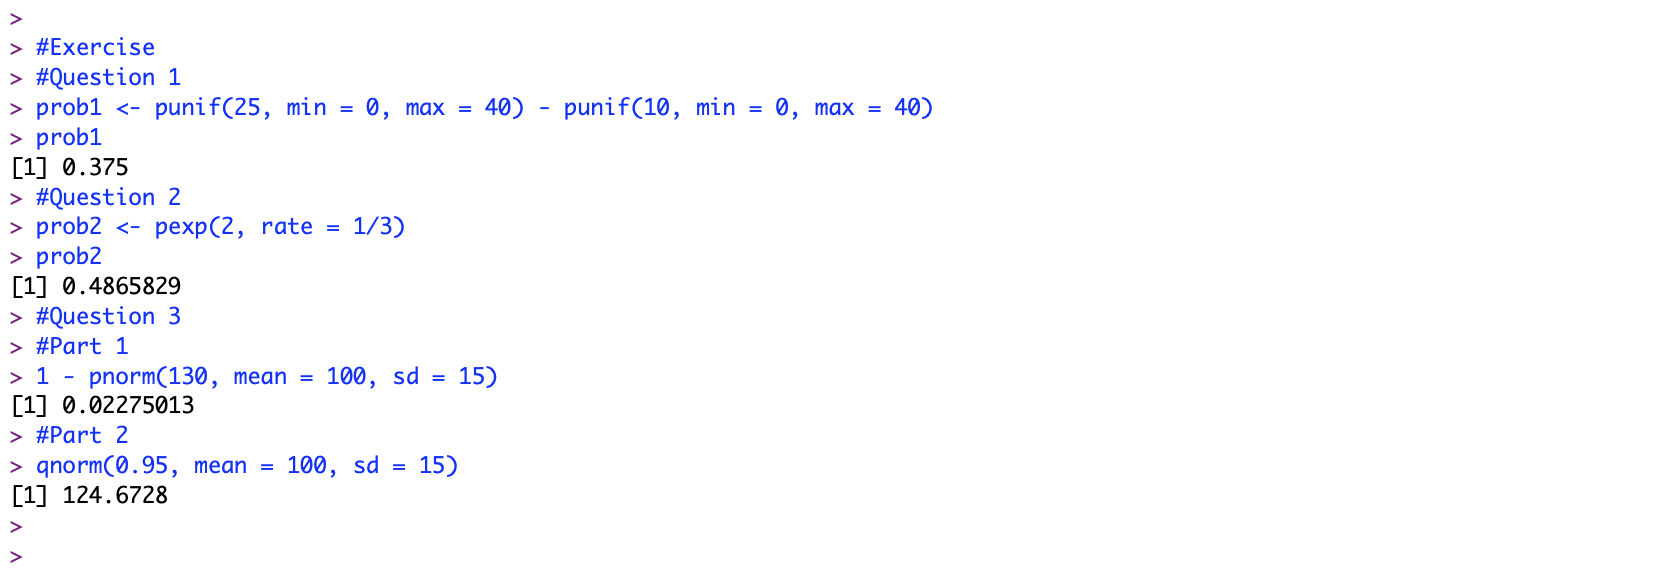 >
> #Exercise
> #Question 1
> prob1 <- punif(25, min = 0, max = 40) - punif(10, min = 0, max = 40)
> prob1
[1] 0.375
> #Question 2
> prob2 <- pexp(2, rate = 1/3)
> prob2
[1] 0.4865829
> #Question 3
> #Part 1
> 1 - pnorm(130, mean = 100, sd = 15)
[1] 0.02275013
> #Part 2
> qnorm(0.95, mean = 100, sd = 15)
[1] 124.6728
>
>